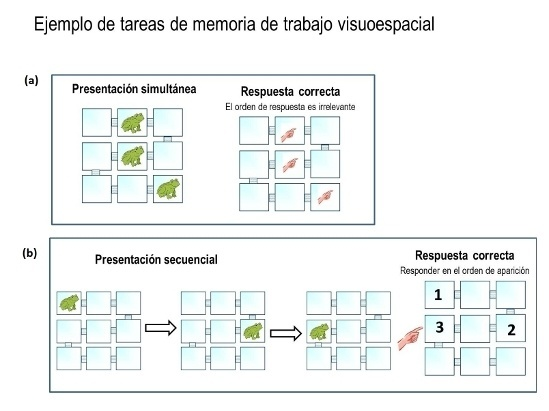 Ejemplo de tareas de memoria de trabajo visuoespacial
(a)
Presentación simultánea
Respuesta correcta
El orden de respuesta es irrelevante
(b)
Presentación secuencial
Respuesta correcta
Responder en el orden de aparición
1
3
2